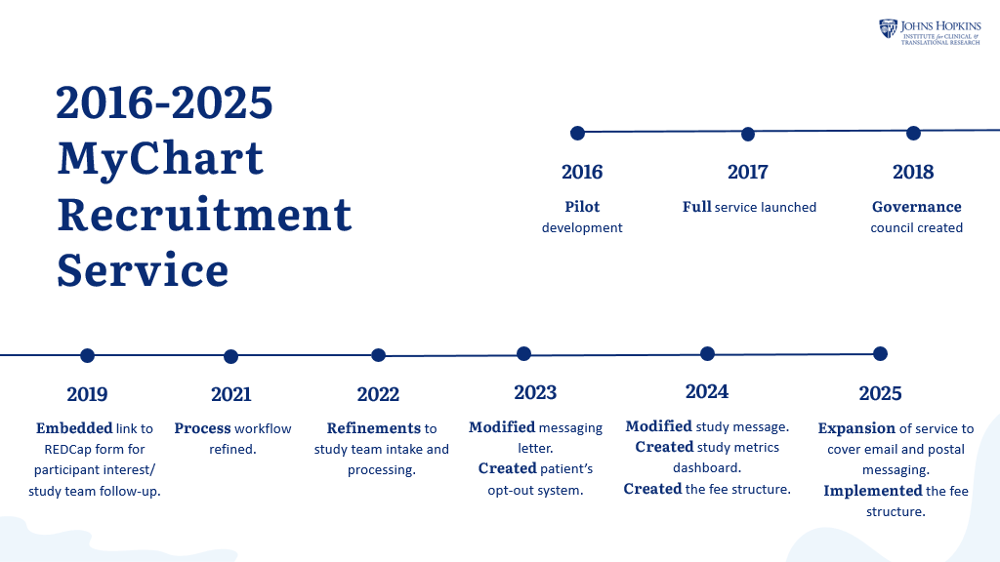 JOHNS HOPKINS
INSTITUTE for CLINICAL &
TRANSLATIONAL RESEARCH
2016-2025
MyChart
Recruitment
Service
2016
Pilot
development
2017
Full service launched
2018
Governance
council created
2019
Embedded link to
REDCap form for
participant interest/
study team follow-up.
2021
Process workflow
refined.
2022
Refinements to
study team intake and
processing.
2023
Modified messaging
letter.
Created patient’s
opt-out system.
2024
Modified study message.
Created study metrics
dashboard.
Created the fee structure.
2025
Expansion of service to
cover email and postal
messaging.
Implemented the fee
structure.